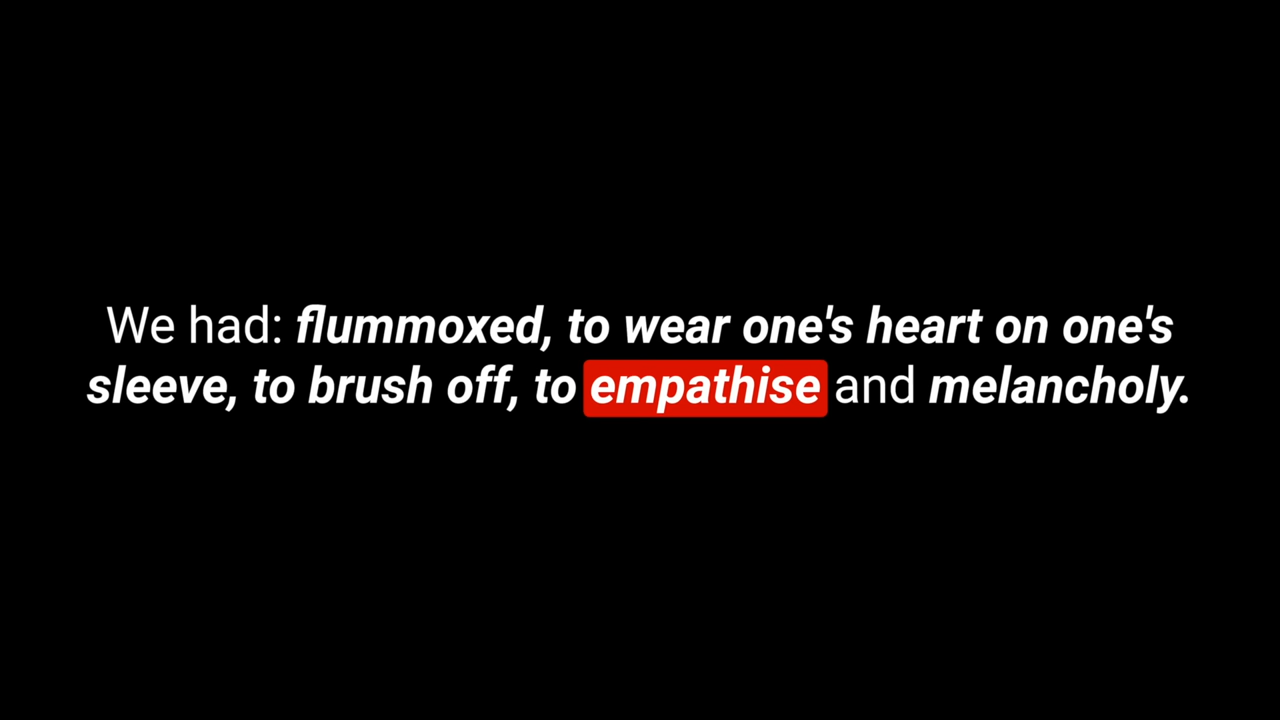 We had: flummoxed, to wear one's heart on one's
sleeve, to brush off, to empathise and melancholy.